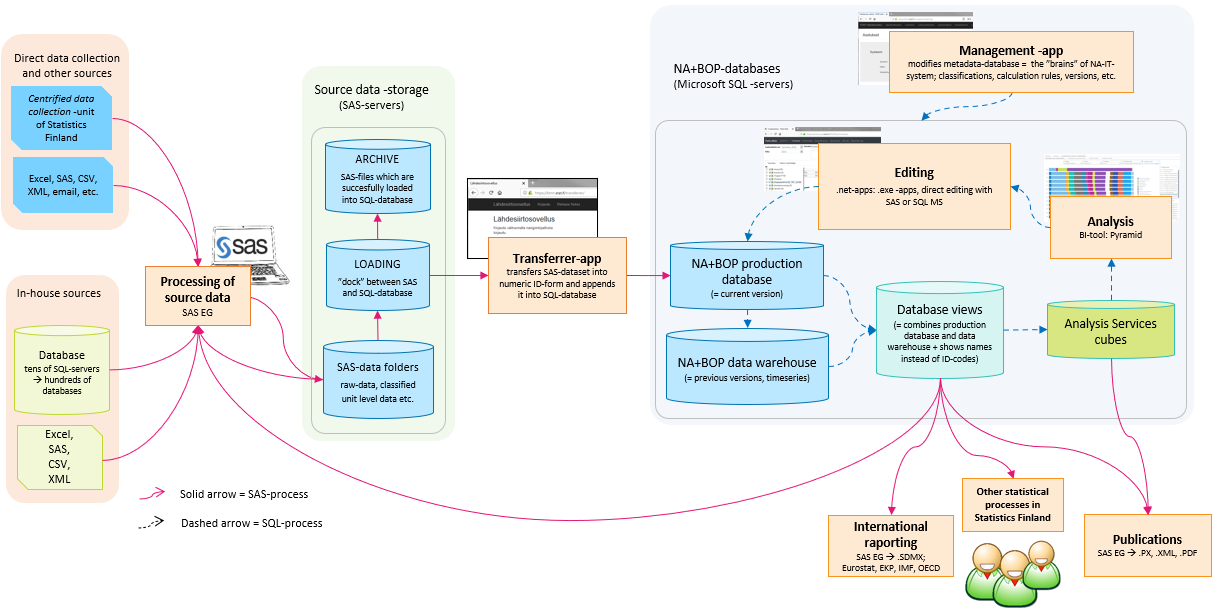 Direct data collection
and other sources
Centrified data
collection -unit
of Statistics
Finland
Excel, SAS, CSV,
XML, email, etc.
In-house sources
Database
tens of SQL-servers
→ hundreds of
databases
Excel,
SAS,
CSV,
XML
sas
Processing of
source data
SAS EG
Source data -storage
(SAS-servers)
ARCHIVE
SAS-files which are
succesfully loaded
into SQL-database
LOADING
"dock" between SAS
and SQL-database
SAS-data folders
raw-data, classified
unit level data etc.
Lähdesiirtosovellus
Lähdesiirtosovellus
Lähdesiirtosovellus
Transferrer-app
transfers SAS-dataset into
numeric ID-form and appends
it into SQL-database
NA+BOP-databases
(Microsoft SQL -servers)
Management -app
modifies metadata-database = the "brains" of NA-IT-
system; classifications, calculation rules, versions, etc.
Editing
.net-apps: .exe -apps, direct editing with
SAS or SQL MS
Analysis
BI-tool: Pyramid
NA+BOP production
database
(= current version)
NA+BOP data warehouse
(= previous versions, timeseries)
Database views
(= combines production
database and data
warehouse + shows names
instead of ID-codes)
Analysis Services
cubes
Solid arrow = SAS-process
Dashed arrow = SQL-process
International
raporting
SAS EG → .SDMX;
Eurostat, EKP, IMF, OECD
Other statistical
processes in
Statistics Finland
Publications
SAS EG → .PX, .XML, .PDF